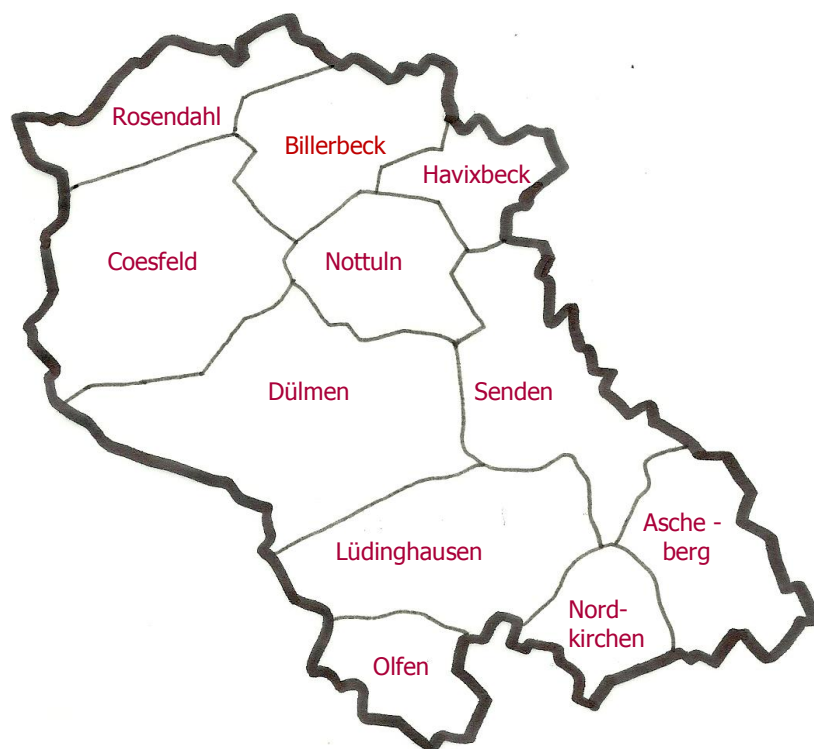 Rosendahl
Billerbeck
Havixbeck
Coesfeld
Nottuln
Dülmen
Senden
Asche -
berg
Lüdinghausen
Nord-
kirchen
Olfen